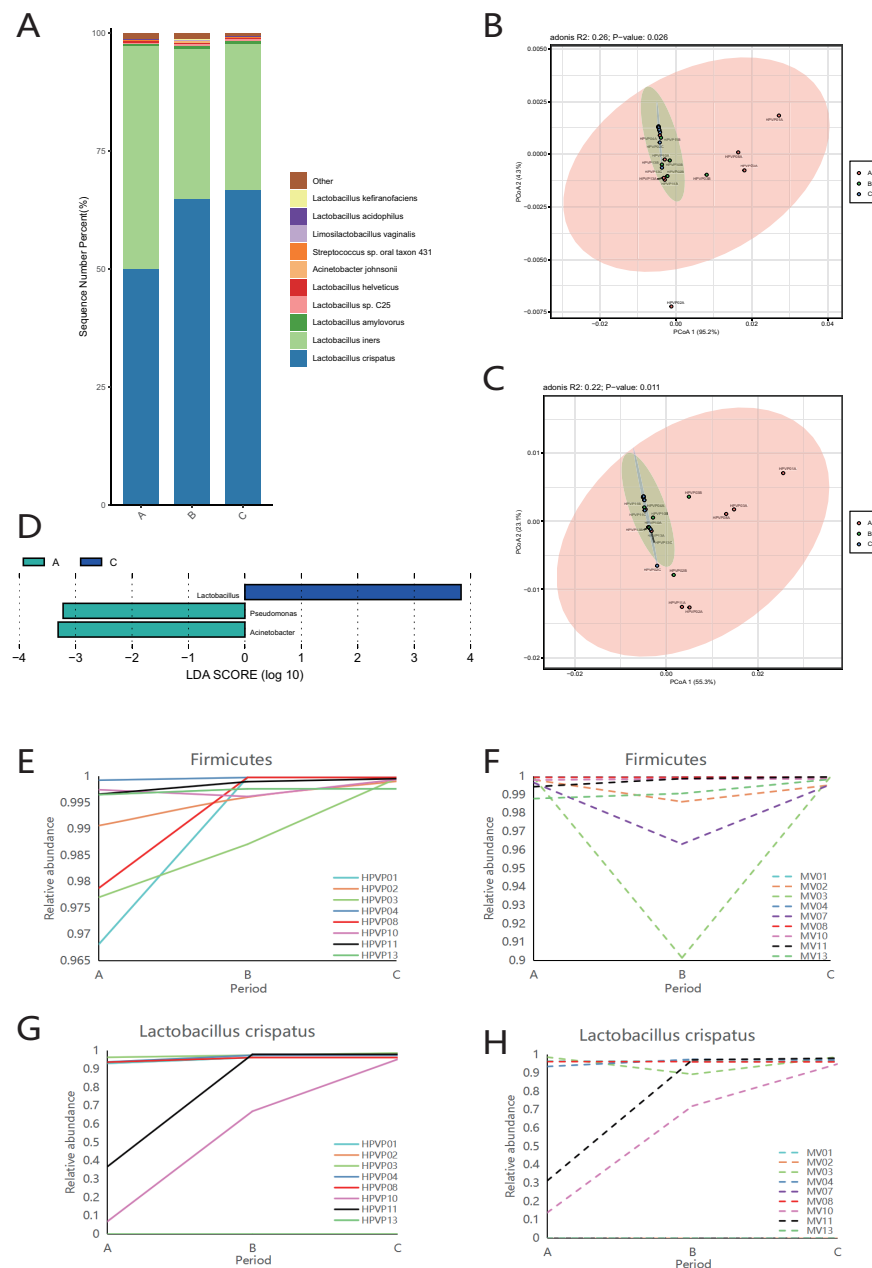 A
100
75
50
25
0
Sequence Number Percent(%)
A
B
C
Other
Lactobacillus kefiranofaciens
Lactobacillus acidophilus
Limosilactobacillus vaginalis
Streptococcus sp. oral taxon 431
Acinetobacter johnsonii
Lactobacillus helveticus
Lactobacillus sp. C25
Lactobacillus amylovorus
Lactobacillus iners
Lactobacillus crispatus
B
adonis R2: 0.26; P-value: 0.026
0.0050
0.0025
0.0000
−0.0025
−0.0050
−0.0075
PCoA2 (4.3%)
−0.02
0.00
0.02
0.04
PCoA 1 (95.2%)
A
B
C
C
adonis R2: 0.22; P-value: 0.011
0.01
0.00
−0.01
−0.02
PCoA2 (23.1%)
−0.02
0.00
0.02
PCoA 1 (55.3%)
A
B
C
D
A
C
Lactobacillus
Pseudomonas
Acinetobacter
−4
−3
−2
−1
0
1
2
3
4
LDA SCORE (log 10)
E
Firmicutes
1
0.995
0.99
0.985
0.98
0.975
0.97
0.965
Relative abundance
HPVP01
HPVP02
HPVP03
HPVP04
HPVP08
HPVP10
HPVP11
HPVP13
A
B
C
Period
F
Firmicutes
1
0.99
0.98
0.97
0.96
0.95
0.94
0.93
0.92
0.91
0.9
Relative abundance
MV01
MV02
MV03
MV04
MV07
MV08
MV10
MV11
MV13
A
B
C
Period
G
Lactobacillus crispatus
1
0.9
0.8
0.7
0.6
0.5
0.4
0.3
0.2
0.1
0
Relative abundance
HPVP01
HPVP02
HPVP03
HPVP04
HPVP08
HPVP10
HPVP11
HPVP13
A
B
C
Period
H
Lactobacillus crispatus
1
0.9
0.8
0.7
0.6
0.5
0.4
0.3
0.2
0.1
0
Relative abundance
MV01
MV02
MV03
MV04
MV07
MV08
MV10
MV11
MV13
A
B
C
Period